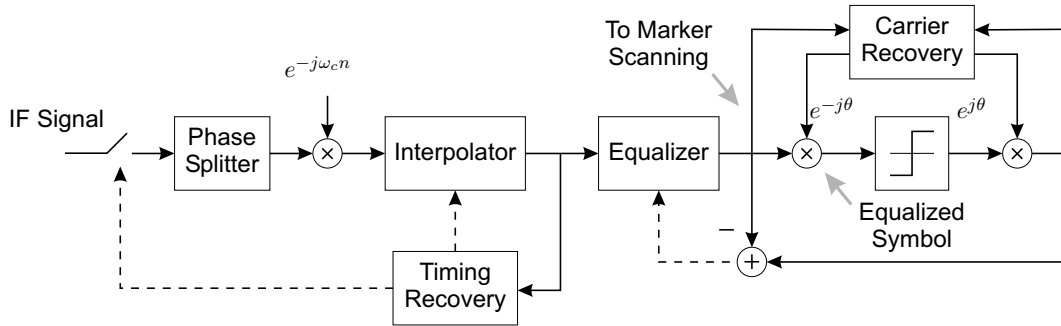 To Marker
Scanning
Carrier
Recovery
e^{-jω_c n}
e^{-jθ}
e^{jθ}
IF Signal
Phase
Splitter
×
Interpolator
Equalizer
×
×
Equalized
Symbol
−
+
Timing
Recovery